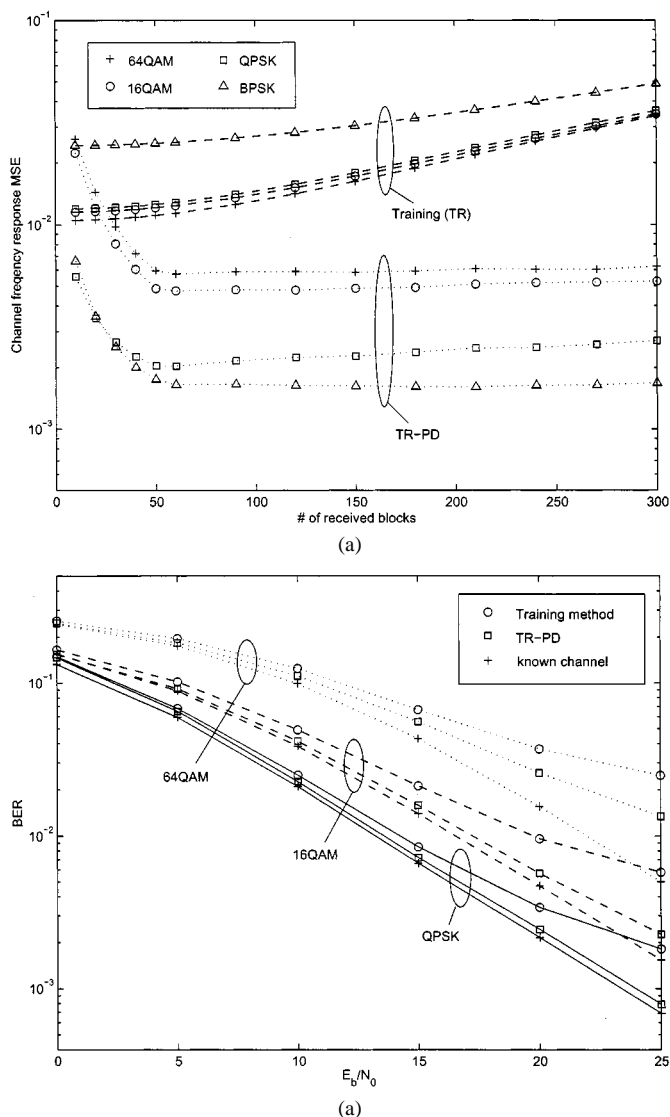 10^-1
64QAM
QPSK
16QAM
BPSK
10^-2
10^-3
Channel freqency response MSE
Training (TR)
TR-PD
0 50 100 150 200 250 300
# of received blocks
(a)
10^-1
10^-2
10^-3
BER
Training method
TR-PD
known channel
64QAM
16QAM
QPSK
0 5 10 15 20 25
E_b/N_0
(a)